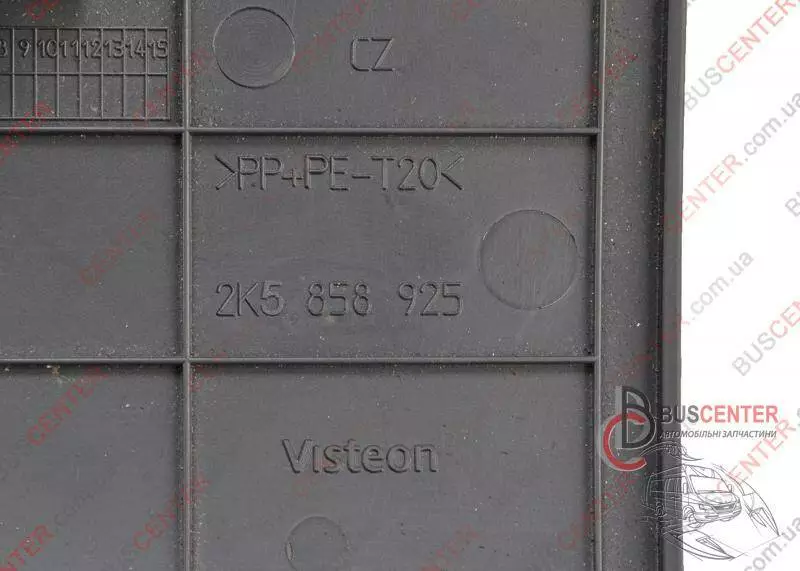 8 9 10 11 12 13 14 15
CZ
>PP+PE-T20<
2K5 858 925
Visteon
BUSCENTER
АВТОМОБІЛЬНІ ЗАПЧАСТИНИ
BUSCENTER.com.ua